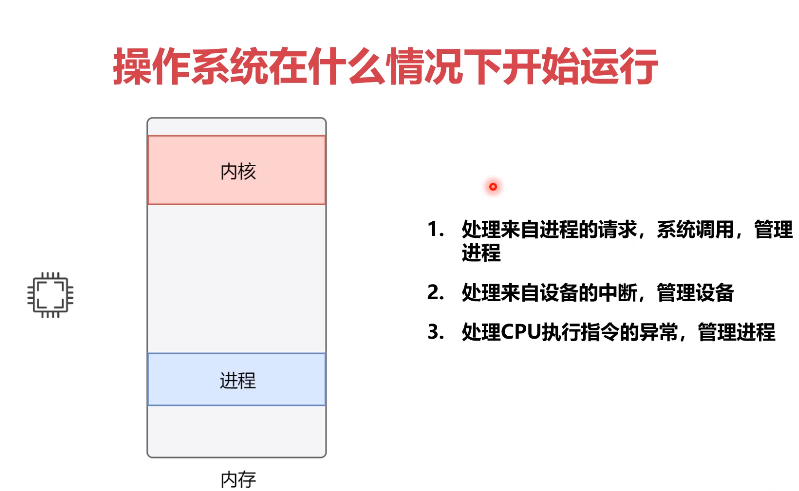 操作系统在什么情况下开始运行
内核
1. 处理来自进程的请求，系统调用，管理
进程
2. 处理来自设备的中断，管理设备
3. 处理CPU执行指令的异常，管理进程
进程
内存